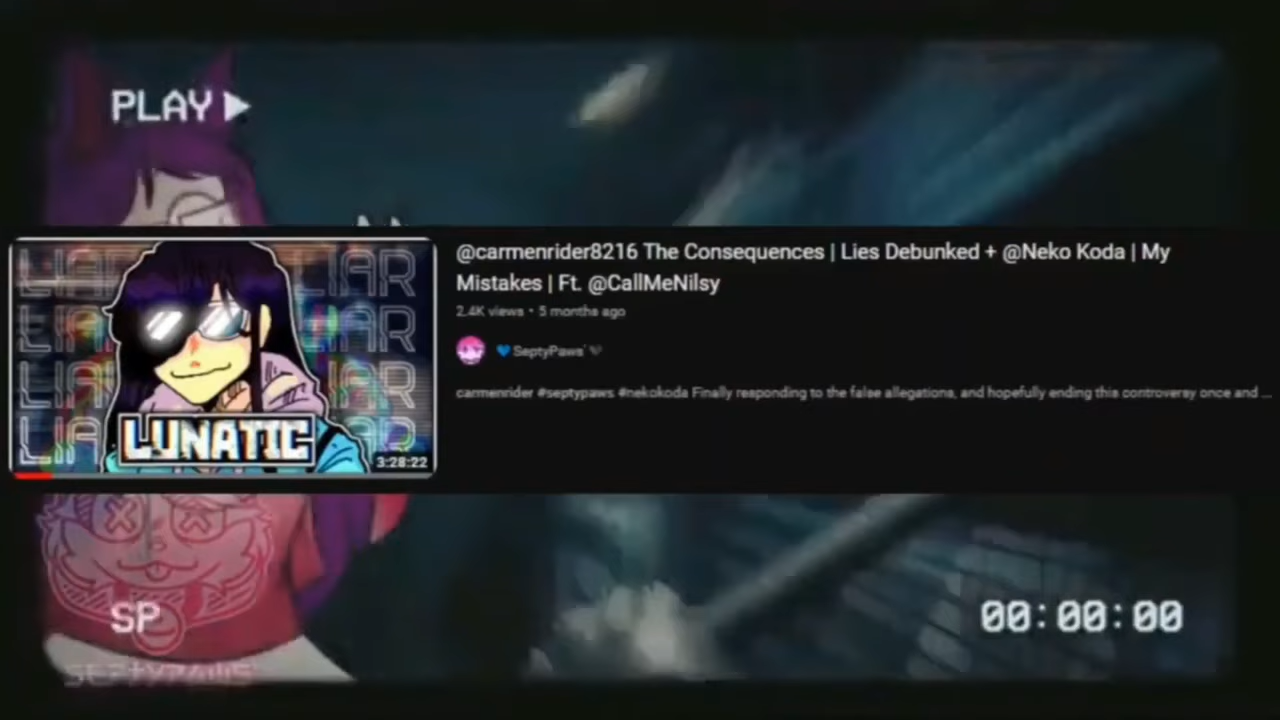 PLAY
@carmenrider8216 The Consequences | Lies Debunked + @Neko Koda | My
Mistakes | Ft. @CallMeNilsy
2.4K views • 5 months ago
💙SeptyPaws' 🖤
carmenrider #septypaws #nekokoda Finally responding to the false allegations, and hopefully ending this controversy once and ...
LIAR LIAR
LIAR LIAR
LIAR LIAR
LIA
LUNATIC
3:28:22
SP
00:00:00
SEPTYPAWS